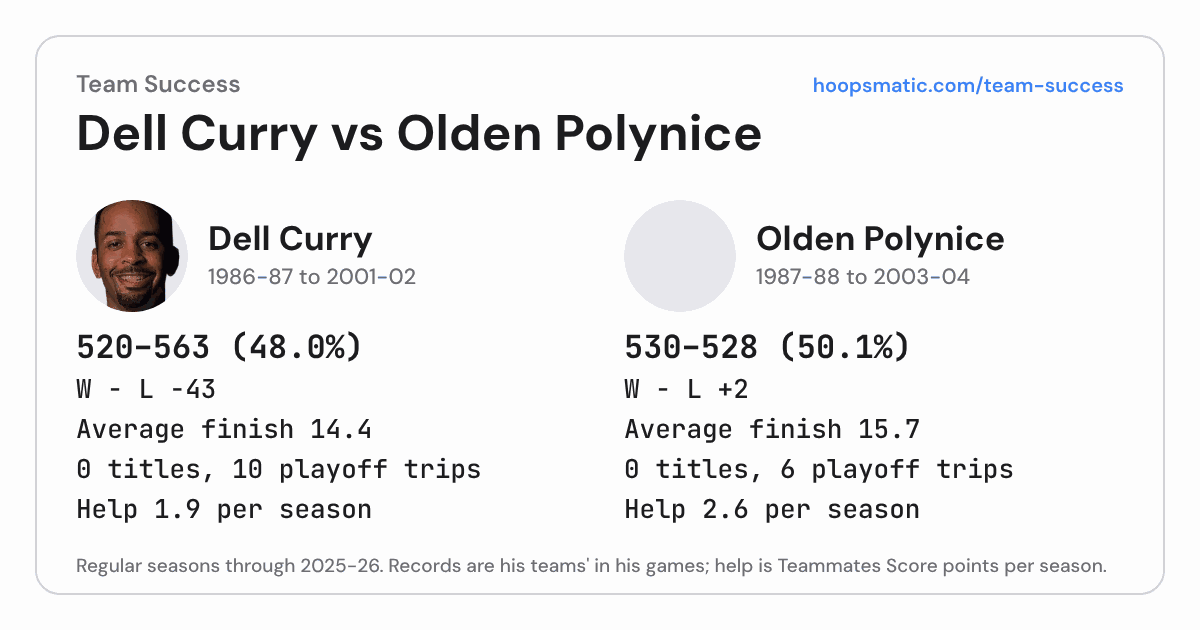 Team Success
hoopsmatic.com/team-success
Dell Curry vs Olden Polynice
Dell Curry
1986-87 to 2001-02
520-563 (48.0%)
W - L -43
Average finish 14.4
0 titles, 10 playoff trips
Help 1.9 per season
Olden Polynice
1987-88 to 2003-04
530-528 (50.1%)
W - L +2
Average finish 15.7
0 titles, 6 playoff trips
Help 2.6 per season
Regular seasons through 2025-26. Records are his teams' in his games; help is Teammates Score points per season.